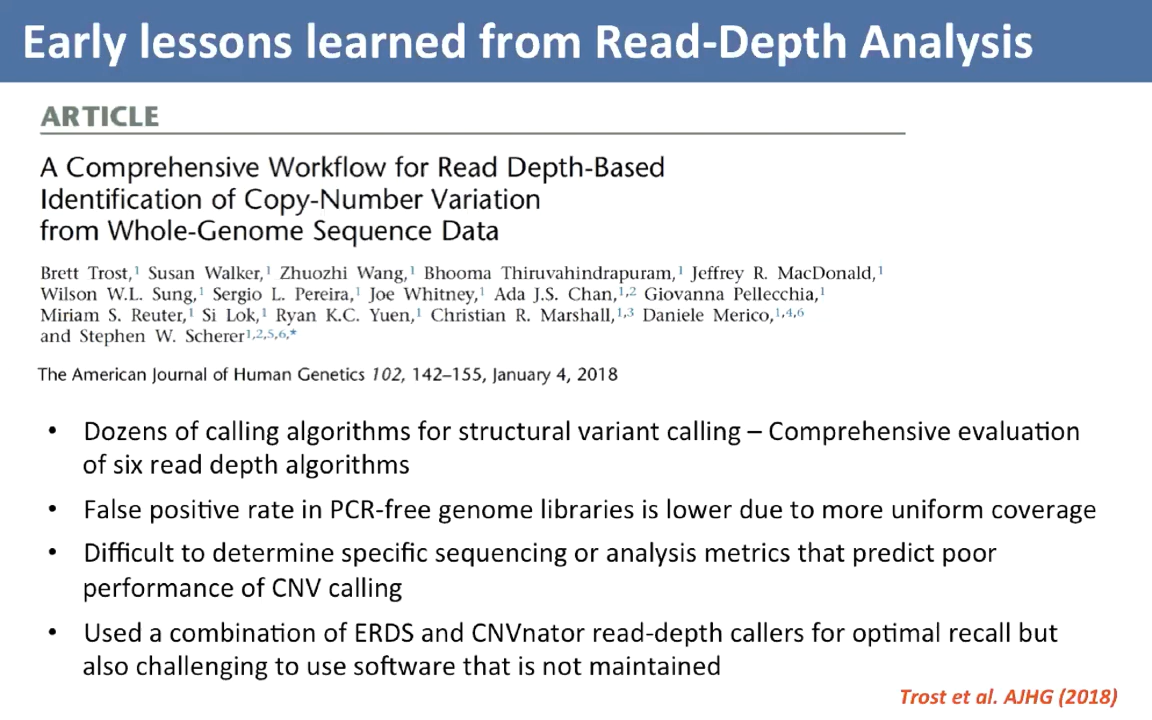 Early lessons learned from Read-Depth Analysis
ARTICLE
A Comprehensive Workflow for Read Depth-Based
Identification of Copy-Number Variation
from Whole-Genome Sequence Data
Brett Trost,1 Susan Walker,1 Zhuozhi Wang,1 Bhooma Thiruvahindrapuram,1 Jeffrey R. MacDonald,1
Wilson W.L. Sung,1 Sergio L. Pereira,1 Joe Whitney,1 Ada J.S. Chan,1,2 Giovanna Pellecchia,1
Miriam S. Reuter,1 Si Lok,1 Ryan K.C. Yuen,1 Christian R. Marshall,1,3 Daniele Merico,1,4,6
and Stephen W. Scherer1,2,5,6,*
The American Journal of Human Genetics 102, 142–155, January 4, 2018
• Dozens of calling algorithms for structural variant calling – Comprehensive evaluation
of six read depth algorithms
• False positive rate in PCR-free genome libraries is lower due to more uniform coverage
• Difficult to determine specific sequencing or analysis metrics that predict poor
performance of CNV calling
• Used a combination of ERDS and CNVnator read-depth callers for optimal recall but
also challenging to use software that is not maintained
Trost et al. AJHG (2018)